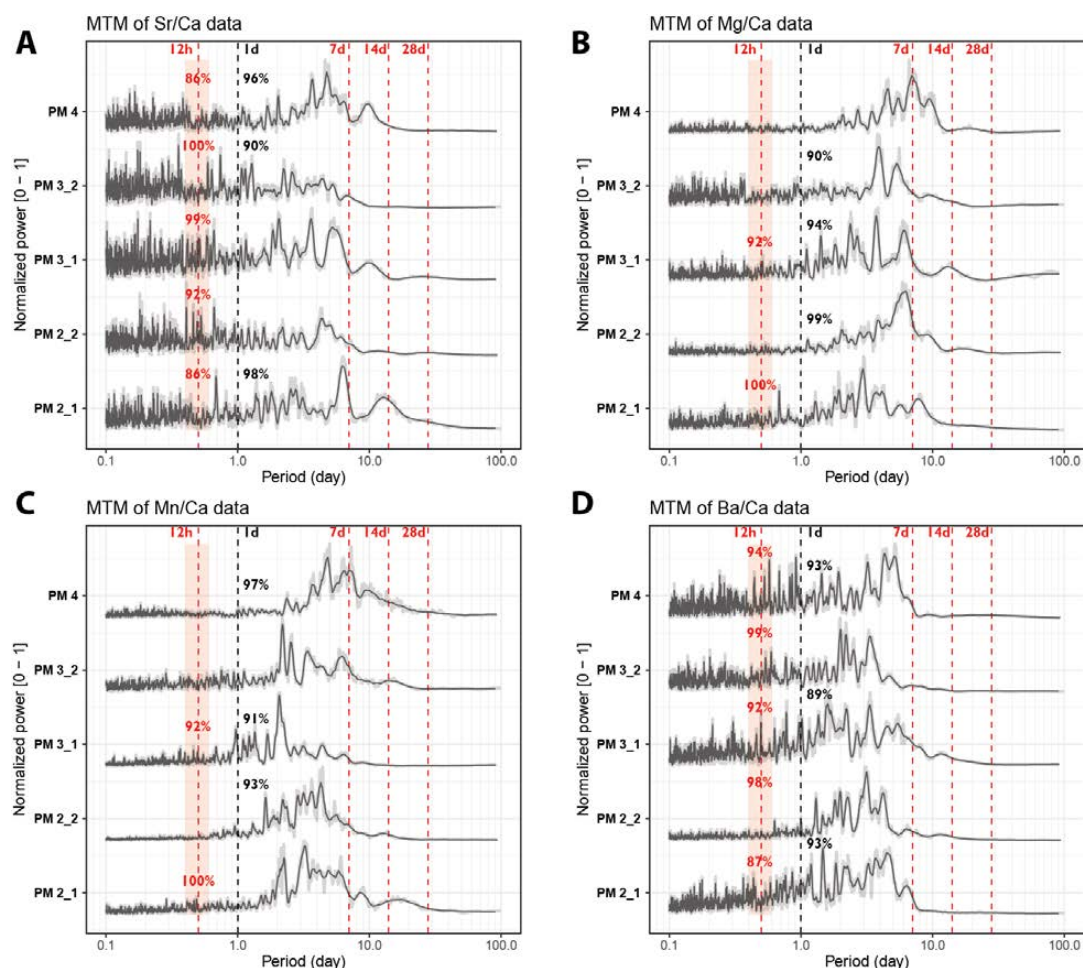 A
MTM of Sr/Ca data
12h 1d 7d 14d 28d
Normalized power [0 – 1]
PM 4
PM 3_2
PM 3_1
PM 2_2
PM 2_1
86% 96%
100% 90%
99%
92%
86% 98%
0.1 1.0 10.0 100.0
Period (day)
B
MTM of Mg/Ca data
12h 1d 7d 14d 28d
Normalized power [0 – 1]
PM 4
PM 3_2
PM 3_1
PM 2_2
PM 2_1
90%
94%
92%
99%
100%
0.1 1.0 10.0 100.0
Period (day)
C
MTM of Mn/Ca data
12h 1d 7d 14d 28d
Normalized power [0 – 1]
PM 4
PM 3_2
PM 3_1
PM 2_2
PM 2_1
97%
92% 91%
93%
100%
0.1 1.0 10.0 100.0
Period (day)
D
MTM of Ba/Ca data
12h 1d 7d 14d 28d
Normalized power [0 – 1]
PM 4
PM 3_2
PM 3_1
PM 2_2
PM 2_1
94% 93%
99%
92% 89%
98%
87% 93%
0.1 1.0 10.0 100.0
Period (day)